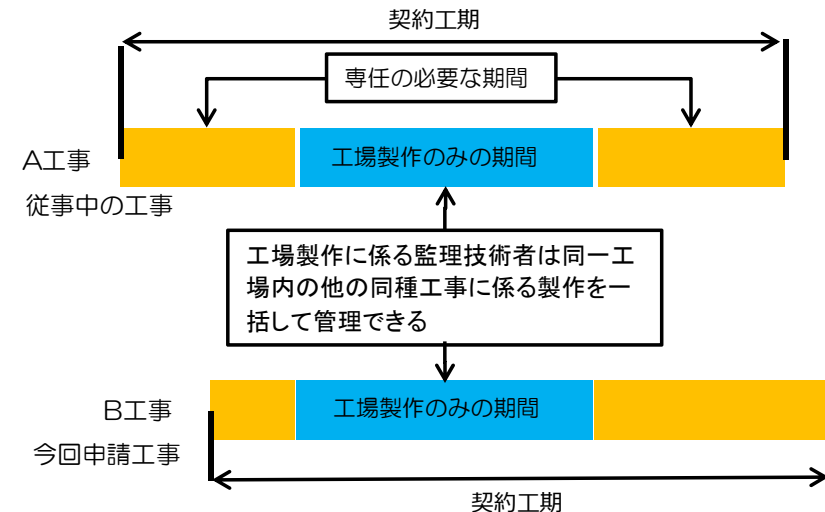 契約工期
専任の必要な期間
A工事
工場製作のみの期間
従事中の工事
工場製作に係る監理技術者は同一工
場内の他の同種工事に係る製作を一
括して管理できる
B工事
工場製作のみの期間
今回申請工事
契約工期